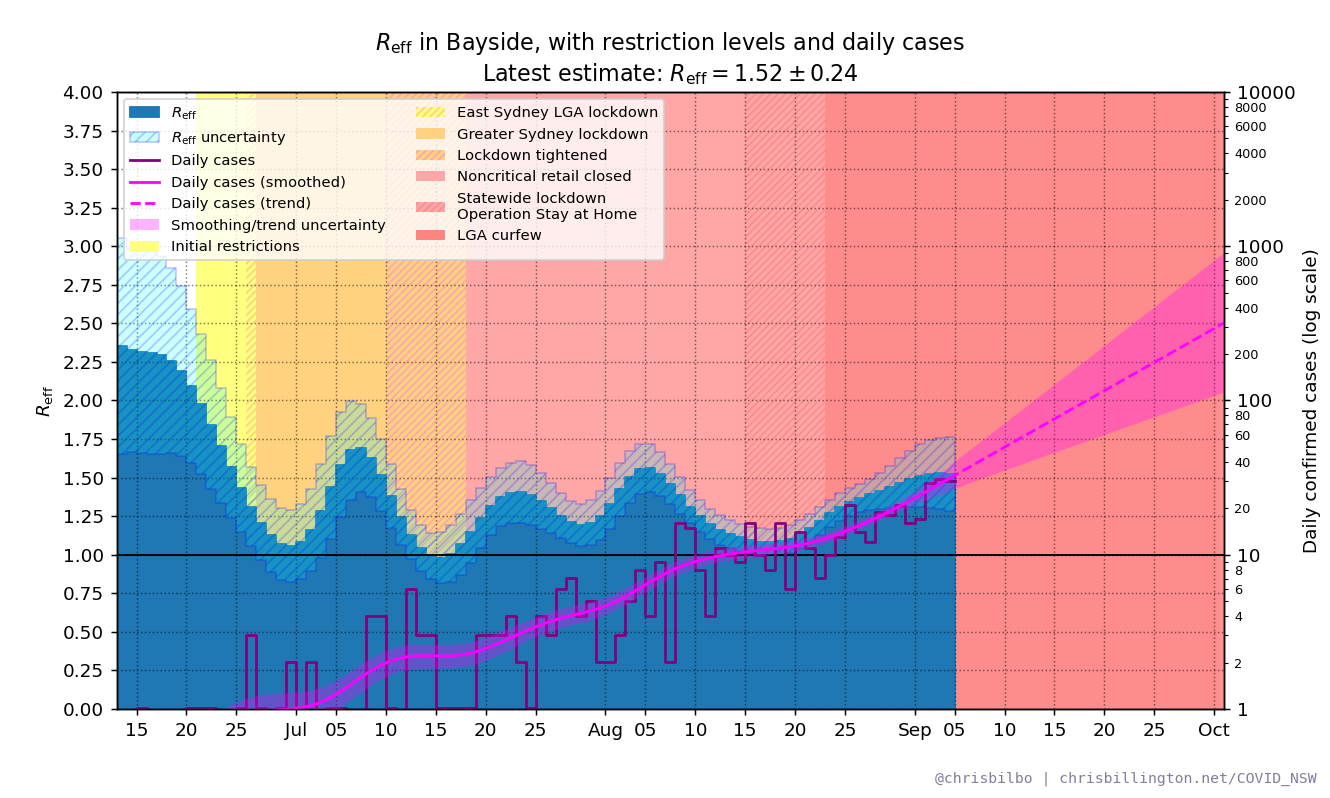 R_eff in Bayside, with restriction levels and daily cases
Latest estimate: R_eff = 1.52 ± 0.24
R_eff
R_eff uncertainty
Daily cases
Daily cases (smoothed)
Daily cases (trend)
Smoothing/trend uncertainty
Initial restrictions
East Sydney LGA lockdown
Greater Sydney lockdown
Lockdown tightened
Noncritical retail closed
Statewide lockdown
Operation Stay at Home
LGA curfew
R_eff
4.00
3.75
3.50
3.25
3.00
2.75
2.50
2.25
2.00
1.75
1.50
1.25
1.00
0.75
0.50
0.25
0.00
15 20 25 Jul 05 10 15 20 25 Aug 05 10 15 20 25 Sep 05 10 15 20 25 Oct
10000
8000
6000
4000
2000
1000
800
600
400
200
100
80
60
40
20
10
8
6
4
2
1
Daily confirmed cases (log scale)
@chrisbilbo | chrisbillington.net/COVID_NSW